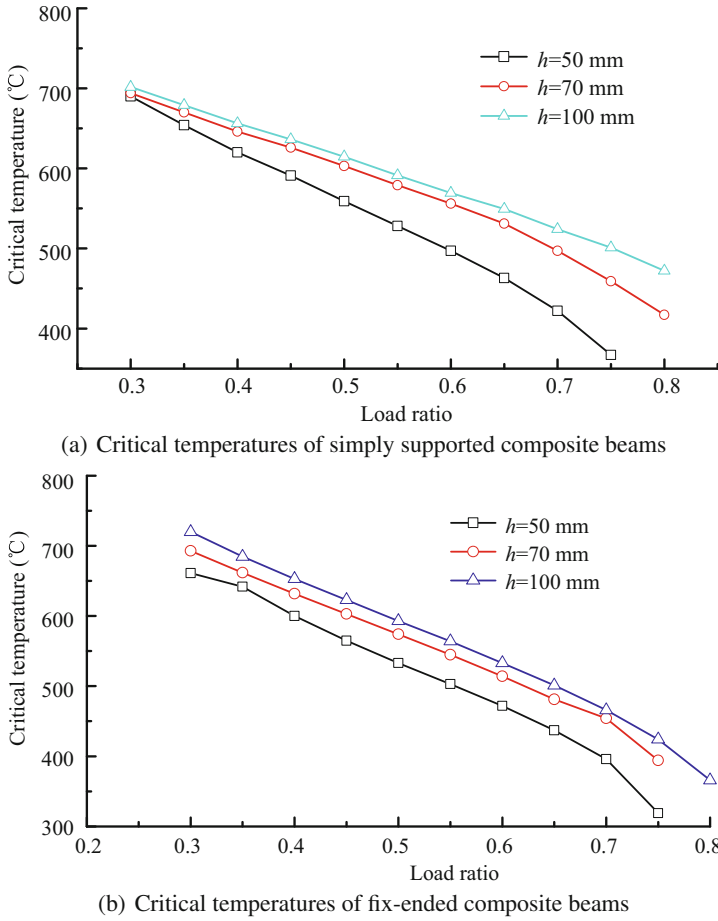 800
700
600
500
400
Critical temperature (℃)
h=50 mm
h=70 mm
h=100 mm
0.3 0.4 0.5 0.6 0.7 0.8
Load ratio
(a) Critical temperatures of simply supported composite beams
800
700
600
500
400
300
Critical temperature (℃)
h=50 mm
h=70 mm
h=100 mm
0.2 0.3 0.4 0.5 0.6 0.7 0.8
Load ratio
(b) Critical temperatures of fix-ended composite beams